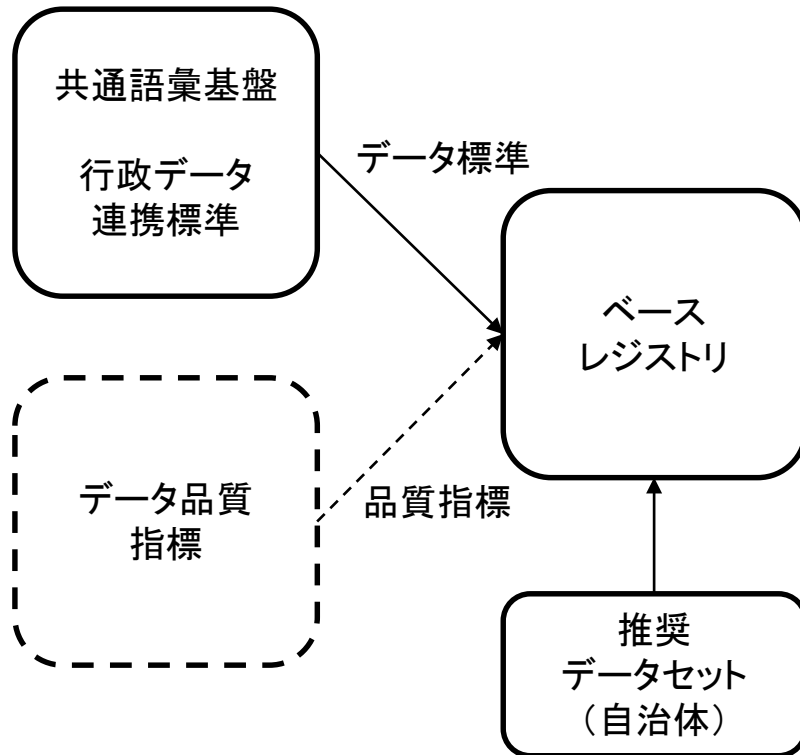 共通語彙基盤
行政データ
連携標準
データ標準
ベース
レジストリ
データ品質
指標
品質指標
推奨
データセット
（自治体）